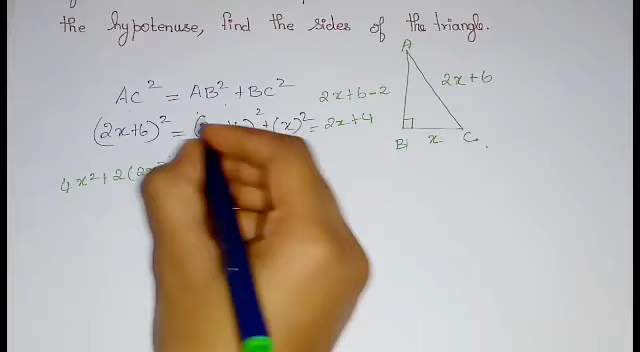 the hypotenuse, find the sides of the triangle.
AC² = AB² + BC²
2x+6-2
(2x+6)² = ( )² + (x)² = 2x+4
4x² + 2(2x
A
2x+6
B
x
C